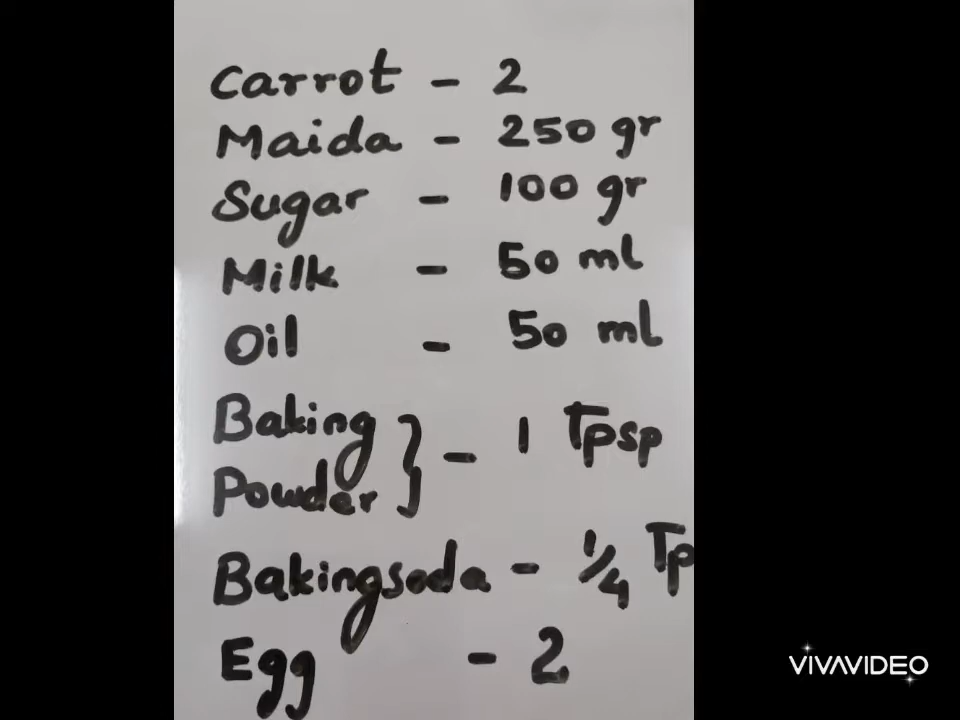 Carrot - 2
Maida - 250 gr
Sugar - 100 gr
Milk - 50 ml
Oil - 50 ml
Baking
Powder } - 1 Tpsp
Bakingsoda - 1/4 Tp
Egg - 2
VIVAVIDEO